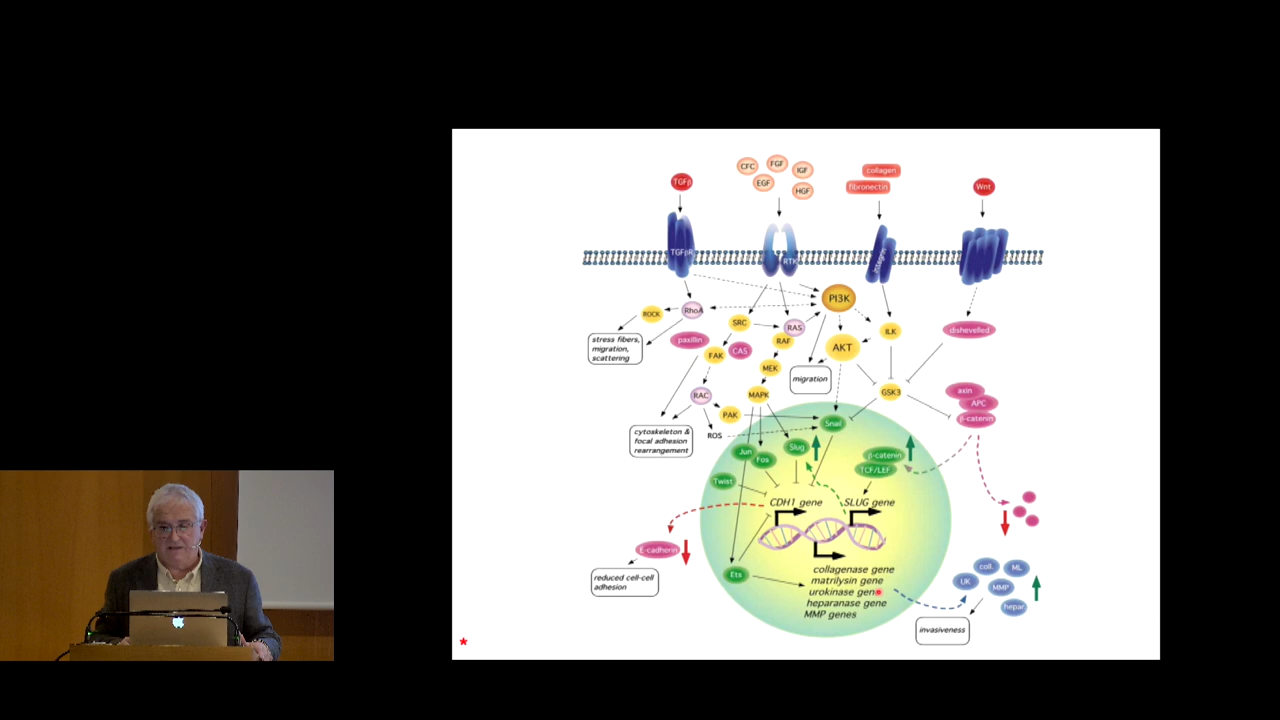 CFC
FGF
IGF
EGF
HGF
TGFβ
collagen
fibronectin
Wnt
TGFβR
RTK
integrin
PI3K
ROCK
RhoA
SRC
RAS
ILK
dishevelled
stress fibers,
migration,
scattering
paxillin
RAF
AKT
FAK
CAS
MEK
migration
GSK3
axin
APC
β-catenin
RAC
MAPK
PAK
ROS
Snail
cytoskeleton &
focal adhesion
rearrangement
Jun
Fos
Slug
β-catenin
TCF/LEF
Twist
CDH1 gene
SLUG gene
E-cadherin
reduced cell-cell
adhesion
Ets
collagenase gene
matrilysin gene
urokinase gene
heparanase gene
MMP genes
coll.
ML
UK
MMP
hepar.
invasiveness
*